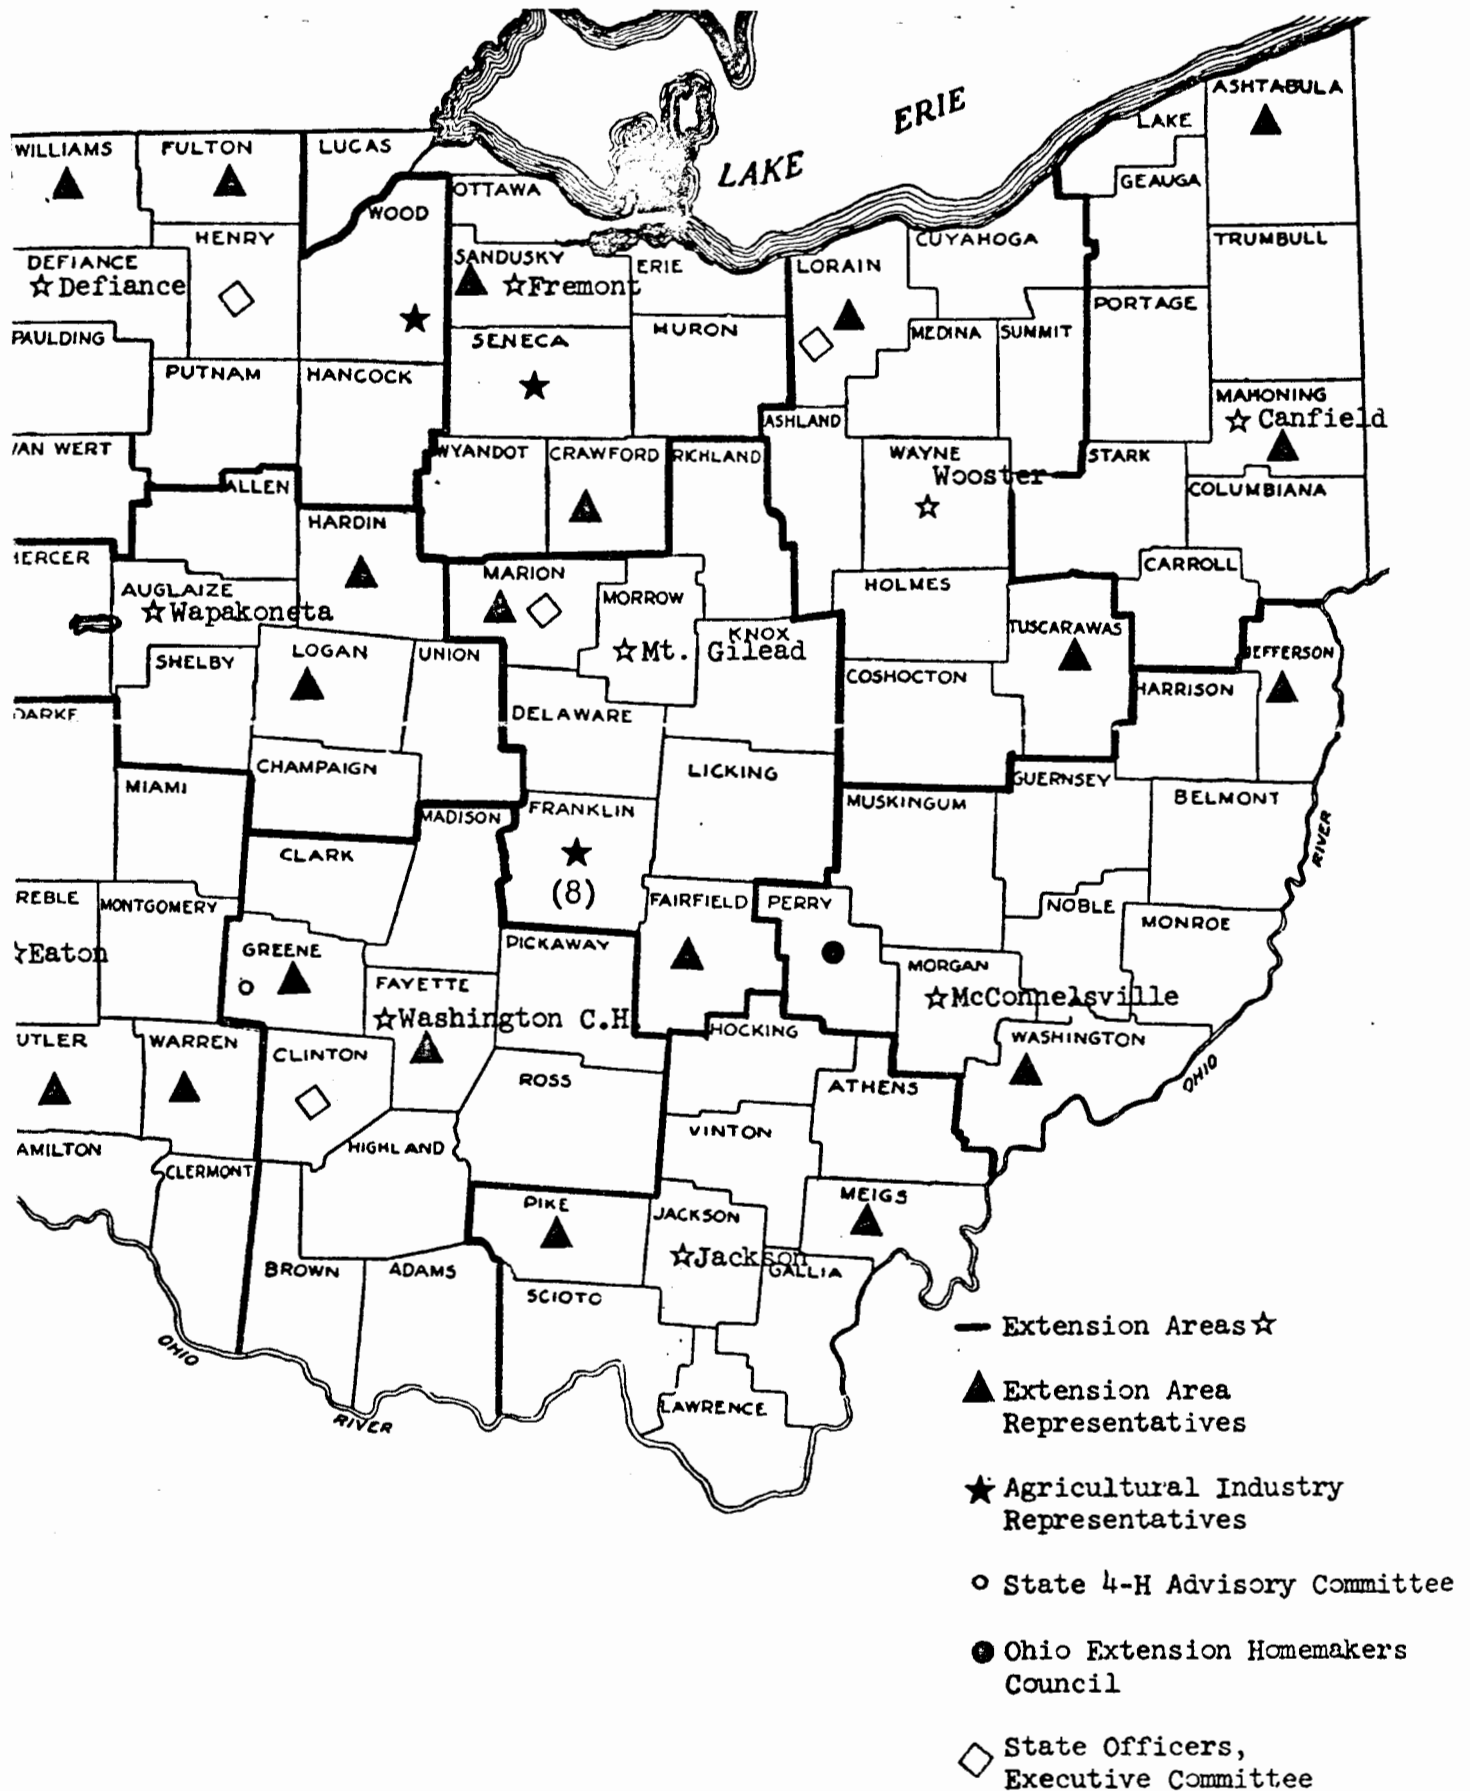 ERIE
LAKE
ASHTABULA
LAKE
GEAUGA
WILLIAMS
FULTON
LUCAS
OTTAWA
WOOD
HENRY
CUYAHOGA
TRUMBULL
DEFIANCE
☆Defiance
SANDUSKY
☆Fremont
ERIE
LORAIN
PORTAGE
PAULDING
SENECA
HURON
MEDINA
SUMMIT
PUTNAM
HANCOCK
MAHONING
☆Canfield
ASHLAND
VAN WERT
WYANDOT
CRAWFORD
RICHLAND
WAYNE
Wooster
STARK
ALLEN
COLUMBIANA
HARDIN
MERCER
MARION
CARROLL
AUGLAIZE
☆Wapakoneta
MORROW
HOLMES
KNOX
☆Mt. Gilead
TUSCARAWAS
JEFFERSON
SHELBY
LOGAN
UNION
COSHOCTON
HARRISON
DARKE
DELAWARE
CHAMPAIGN
LICKING
GUERNSEY
MIAMI
MADISON
FRANKLIN
(8)
MUSKINGUM
BELMONT
CLARK
RIVER
REBLE
MONTGOMERY
FAIRFIELD
PERRY
NOBLE
MONROE
☆Eaton
GREENE
PICKAWAY
MORGAN
☆McConnelsville
FAYETTE
☆Washington C.H.
HOCKING
WASHINGTON
UTLER
WARREN
CLINTON
ROSS
ATHENS
OHIO
AMILTON
CLERMONT
HIGHLAND
VINTON
PIKE
JACKSON
☆Jackson
MEIGS
BROWN
ADAMS
SCIOTO
GALLIA
OHIO
RIVER
LAWRENCE
Extension Areas☆
Extension Area
Representatives
Agricultural Industry
Representatives
State 4-H Advisory Committee
Ohio Extension Homemakers
Council
State Officers,
Executive Committee